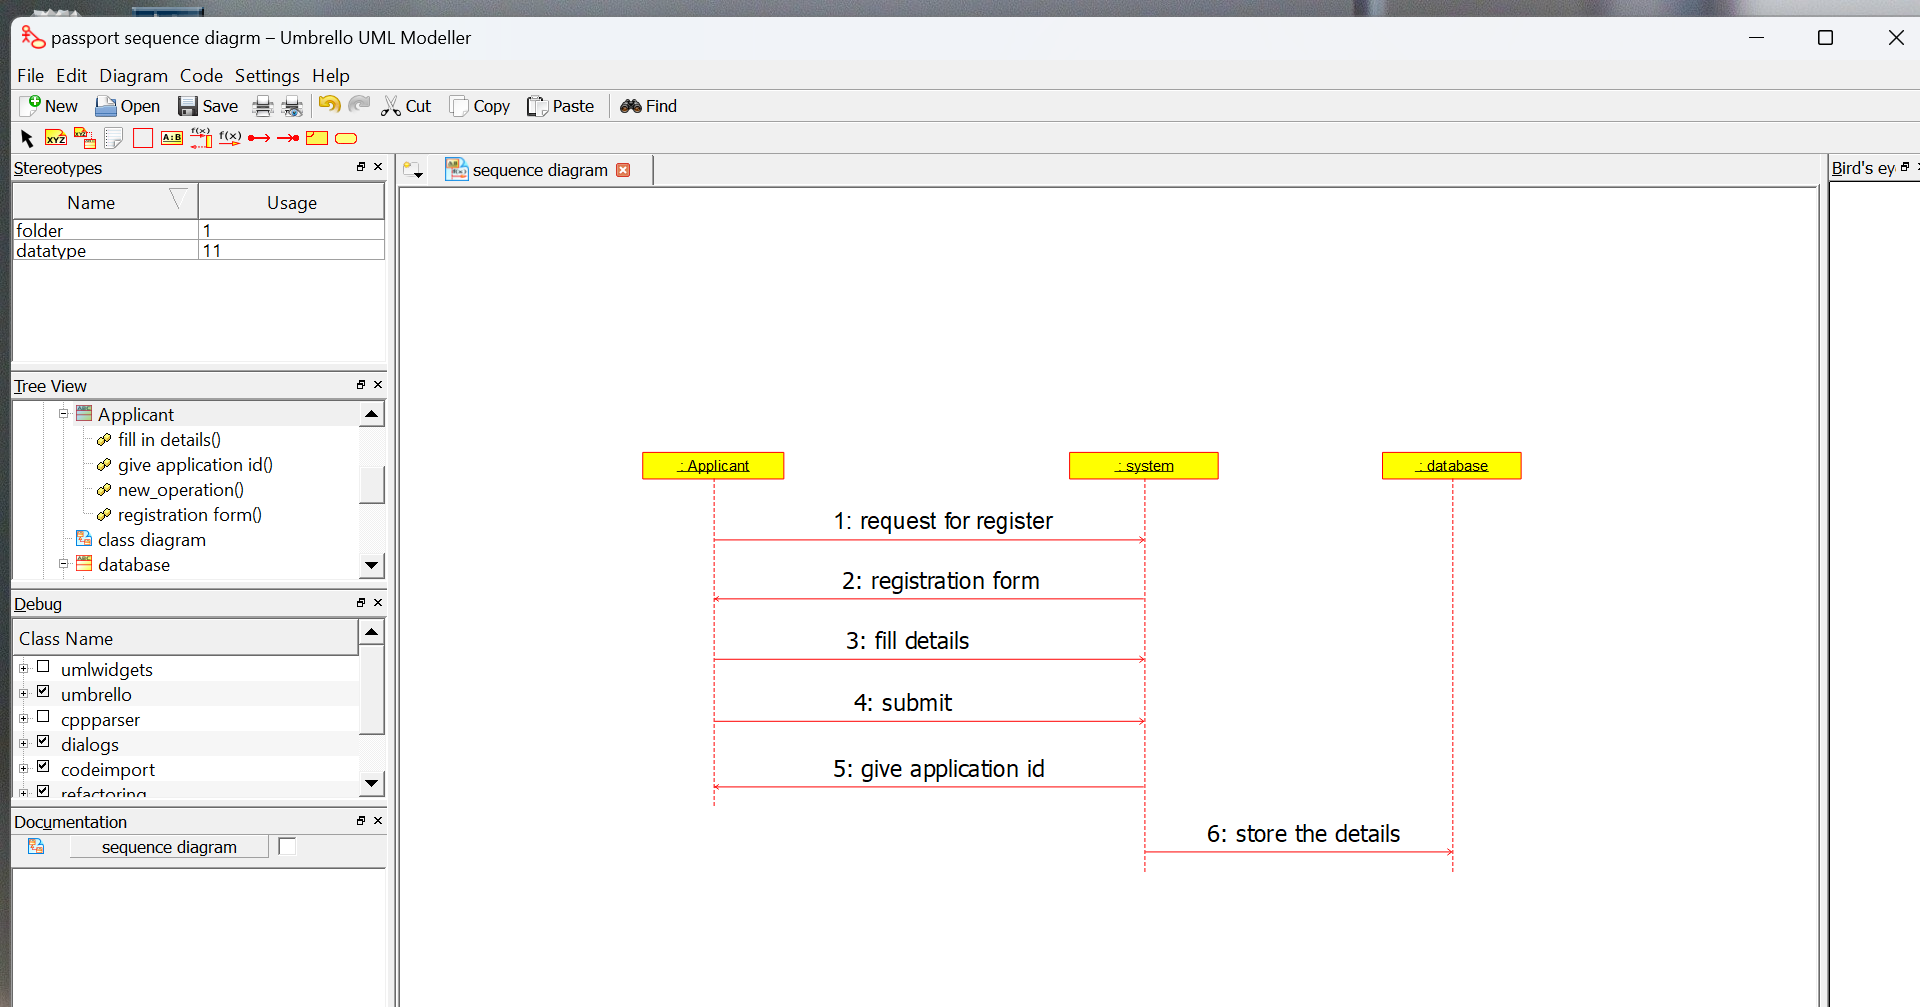 passport sequence diagrm – Umbrello UML Modeller
File Edit Diagram Code Settings Help
New Open Save Cut Copy Paste Find
XYZ XYZ A:B f(x) f(x)
Stereotypes
sequence diagram
Bird's ey
Name Usage
folder 1
datatype 11
Tree View
Applicant
fill in details()
give application id()
new_operation()
registration form()
class diagram
database
: Applicant : system : database
1: request for register
2: registration form
3: fill details
4: submit
5: give application id
6: store the details
Debug
Class Name
umlwidgets
umbrello
cppparser
dialogs
codeimport
refactoring
Documentation
sequence diagram